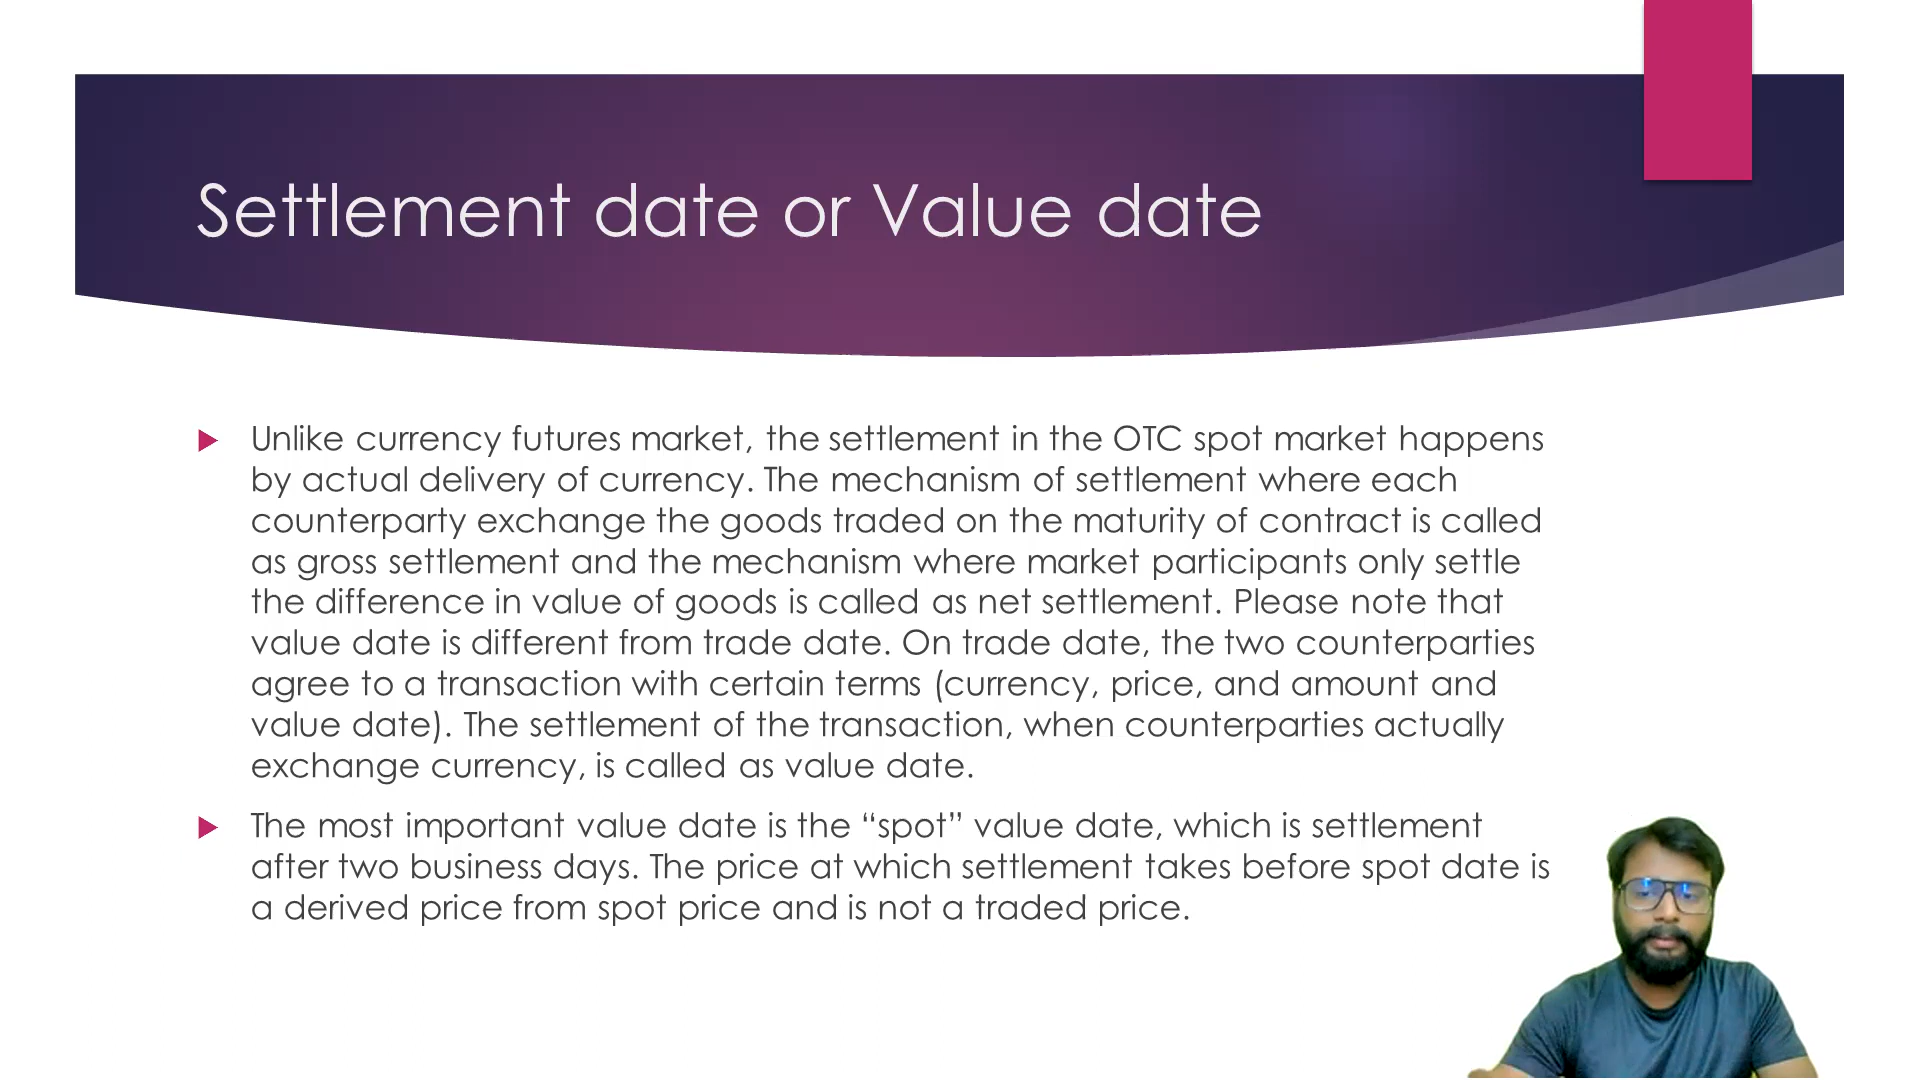 Settlement date or Value date
Unlike currency futures market, the settlement in the OTC spot market happens
by actual delivery of currency. The mechanism of settlement where each
counterparty exchange the goods traded on the maturity of contract is called
as gross settlement and the mechanism where market participants only settle
the difference in value of goods is called as net settlement. Please note that
value date is different from trade date. On trade date, the two counterparties
agree to a transaction with certain terms (currency, price, and amount and
value date). The settlement of the transaction, when counterparties actually
exchange currency, is called as value date.
The most important value date is the “spot” value date, which is settlement
after two business days. The price at which settlement takes before spot date is
a derived price from spot price and is not a traded price.